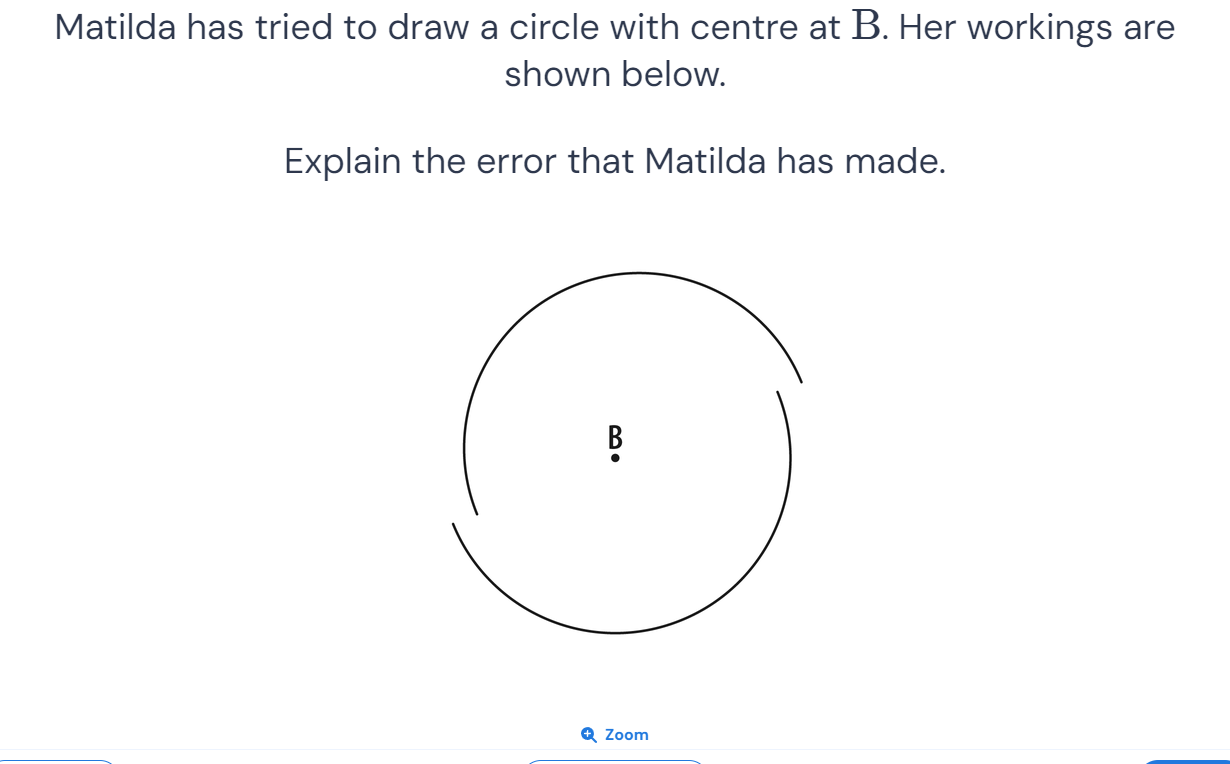 Matilda has tried to draw a circle with centre at B. Her workings are
shown below.
Explain the error that Matilda has made.
B
Zoom